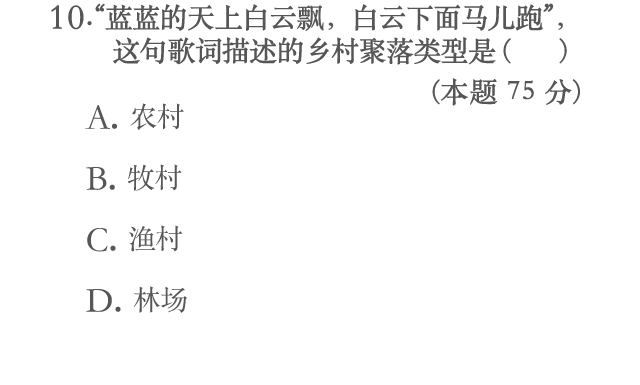 10.“蓝蓝的天上白云飘，白云下面马儿跑”，
这句歌词描述的乡村聚落类型是（　　）
（本题 75 分）
A. 农村
B. 牧村
C. 渔村
D. 林场